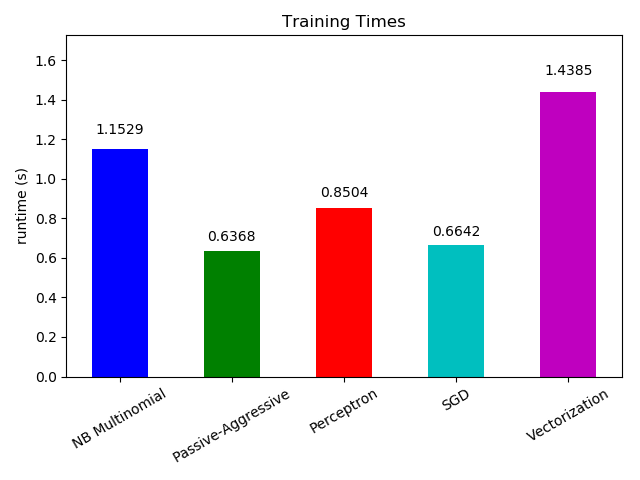 Training Times
runtime (s)
1.6
1.4
1.2
1.0
0.8
0.6
0.4
0.2
0.0
1.1529
0.6368
0.8504
0.6642
1.4385
NB Multinomial
Passive-Aggressive
Perceptron
SGD
Vectorization